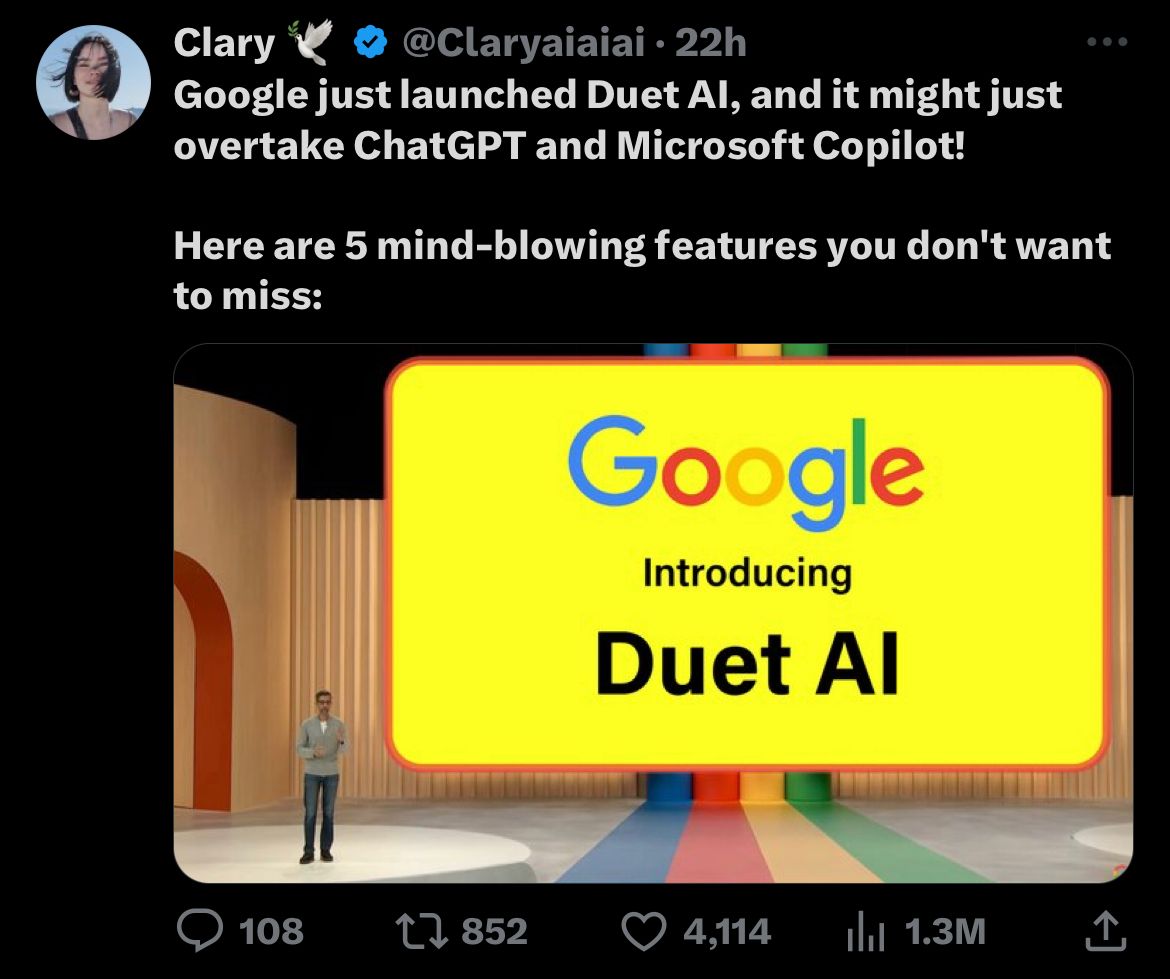 Clary 🕊️ @Claryaiaiai · 22h
Google just launched Duet AI, and it might just
overtake ChatGPT and Microsoft Copilot!
Here are 5 mind-blowing features you don't want
to miss:
Google
Introducing
Duet AI
108 852 4,114 1.3M